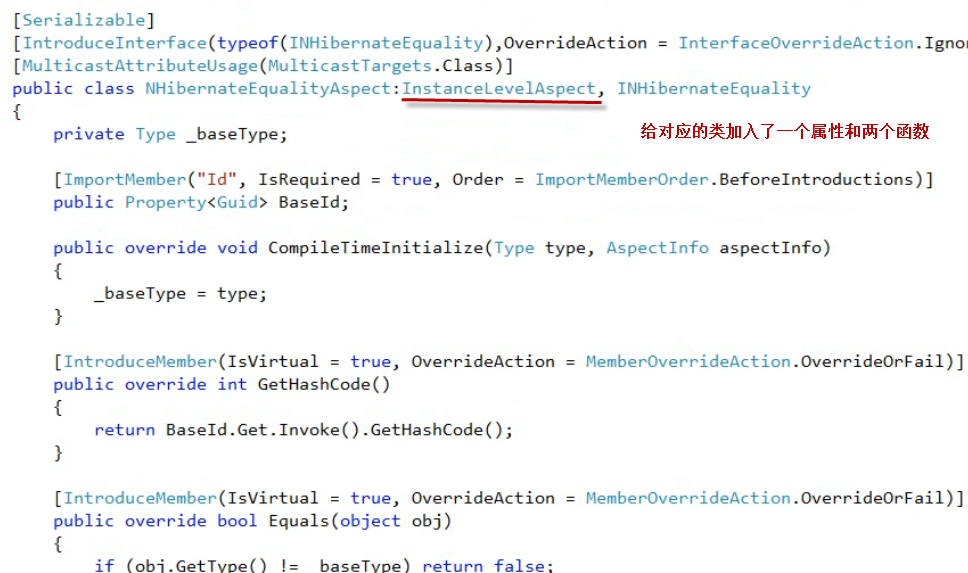 [Serializable]
[IntroduceInterface(typeof(INHibernateEquality),OverrideAction = InterfaceOverrideAction.Ignor
[MulticastAttributeUsage(MulticastTargets.Class)]
public class NHibernateEqualityAspect:InstanceLevelAspect, INHibernateEquality
{
private Type _baseType;
给对应的类加入了一个属性和两个函数
[ImportMember("Id", IsRequired = true, Order = ImportMemberOrder.BeforeIntroductions)]
public Property<Guid> BaseId;
public override void CompileTimeInitialize(Type type, AspectInfo aspectInfo)
{
_baseType = type;
}
[IntroduceMember(IsVirtual = true, OverrideAction = MemberOverrideAction.OverrideOrFail)]
public override int GetHashCode()
{
return BaseId.Get.Invoke().GetHashCode();
}
[IntroduceMember(IsVirtual = true, OverrideAction = MemberOverrideAction.OverrideOrFail)]
public override bool Equals(object obj)
{
if (obj.GetType() != _baseType) return false;